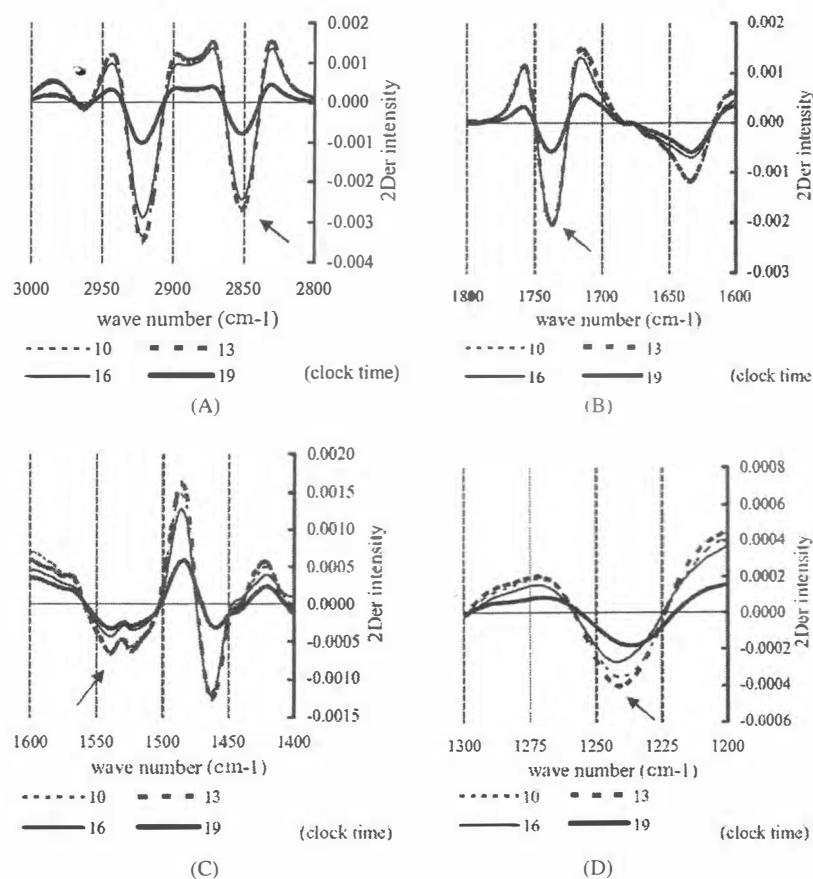 0.002
0.001
0.000
-0.001
-0.002
-0.003
-0.004
2Der intensity
3000 2950 2900 2850 2800
wave number (cm-1)
10 13
16 19 (clock time)
(A)
0.002
0.001
0.000
-0.001
-0.002
-0.003
2Der intensity
1800 1750 1700 1650 1600
wave number (cm-1)
10 13
16 19 (clock time
(B)
0.0020
0.0015
0.0010
0.0005
0.0000
-0.0005
-0.0010
-0.0015
2Der intensity
1600 1550 1500 1450 1400
wave number (cm-1)
10 13
16 19 (clock time)
(C)
0.0008
0.0006
0.0004
0.0002
0.0000
-0.0002
-0.0004
-0.0006
2Der intensity
1300 1275 1250 1225 1200
wave number (cm-1)
10 13
16 19 (clock time)
(D)